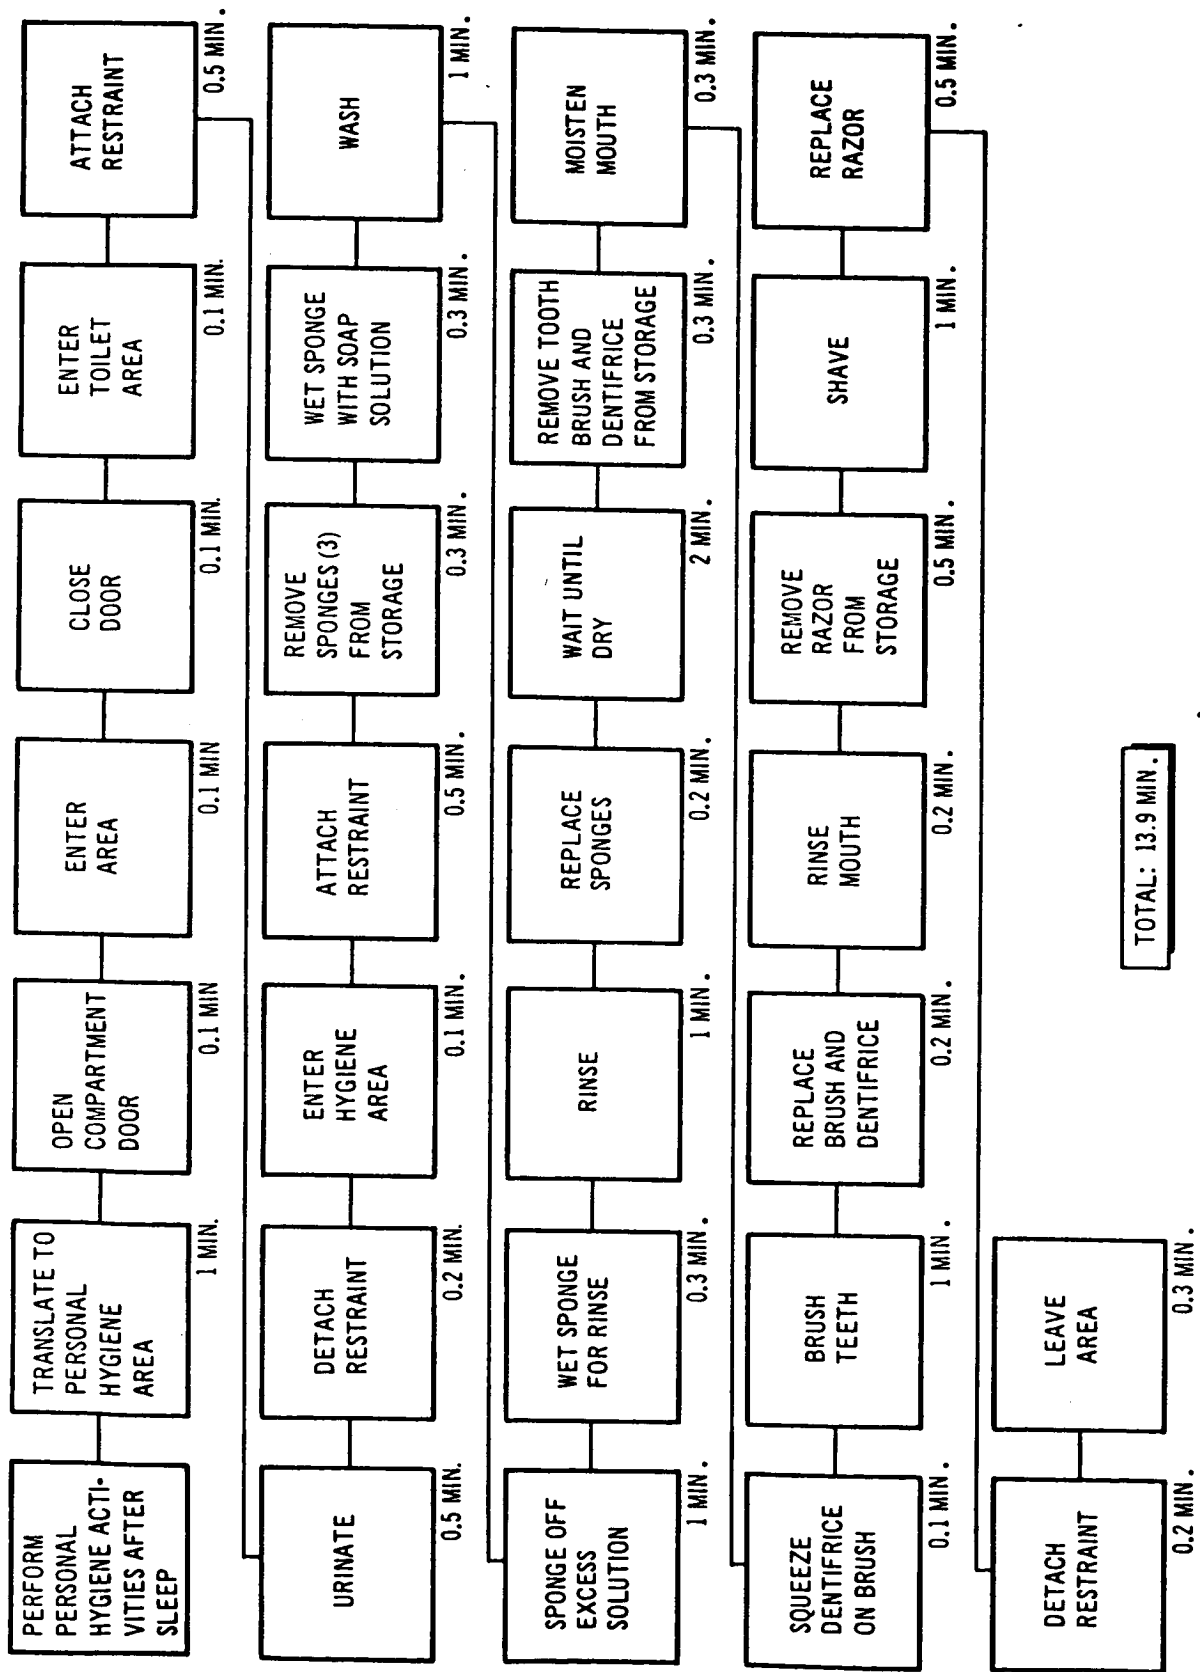 PERFORM
PERSONAL
HYGIENE ACTI-
VITIES AFTER
SLEEP
TRANSLATE TO
PERSONAL
HYGIENE
AREA
1 MIN.
OPEN
COMPARTMENT
DOOR
0.1 MIN
ENTER
AREA
0.1 MIN
CLOSE
DOOR
0.1 MIN.
ENTER
TOILET
AREA
0.1 MIN.
ATTACH
RESTRAINT
0.5 MIN.
URINATE
0.5 MIN.
DETACH
RESTRAINT
0.2 MIN.
ENTER
HYGIENE
AREA
0.1 MIN.
ATTACH
RESTRAINT
0.5 MIN.
REMOVE
SPONGES (3)
FROM
STORAGE
0.3 MIN.
WET SPONGE
WITH SOAP
SOLUTION
0.3 MIN.
WASH
1 MIN.
SPONGE OFF
EXCESS
SOLUTION
1 MIN.
WET SPONGE
FOR RINSE
0.3 MIN.
RINSE
1 MIN.
REPLACE
SPONGES
0.2 MIN.
WAIT UNTIL
DRY
2 MIN.
REMOVE TOOTH
BRUSH AND
DENTIFRICE
FROM STORAGE
0.3 MIN.
MOISTEN
MOUTH
0.3 MIN.
SQUEEZE
DENTIFRICE
ON BRUSH
0.1 MIN.
BRUSH
TEETH
1 MIN.
REPLACE
BRUSH AND
DENTIFRICE
0.2 MIN.
RINSE
MOUTH
0.2 MIN.
REMOVE
RAZOR
FROM
STORAGE
0.5 MIN.
SHAVE
1 MIN.
REPLACE
RAZOR
0.5 MIN.
DETACH
RESTRAINT
0.2 MIN.
LEAVE
AREA
0.3 MIN.
TOTAL: 13.9 MIN.